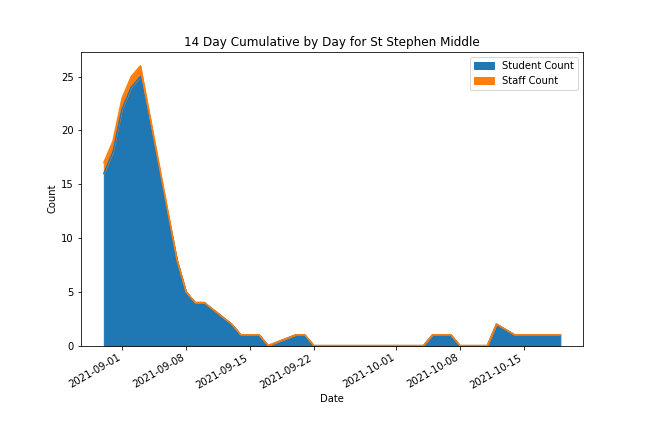 14 Day Cumulative by Day for St Stephen Middle
Student Count
Staff Count
25
20
15
10
5
0
Count
2021-09-01
2021-09-08
2021-09-15
2021-09-22
2021-10-01
2021-10-08
2021-10-15
Date